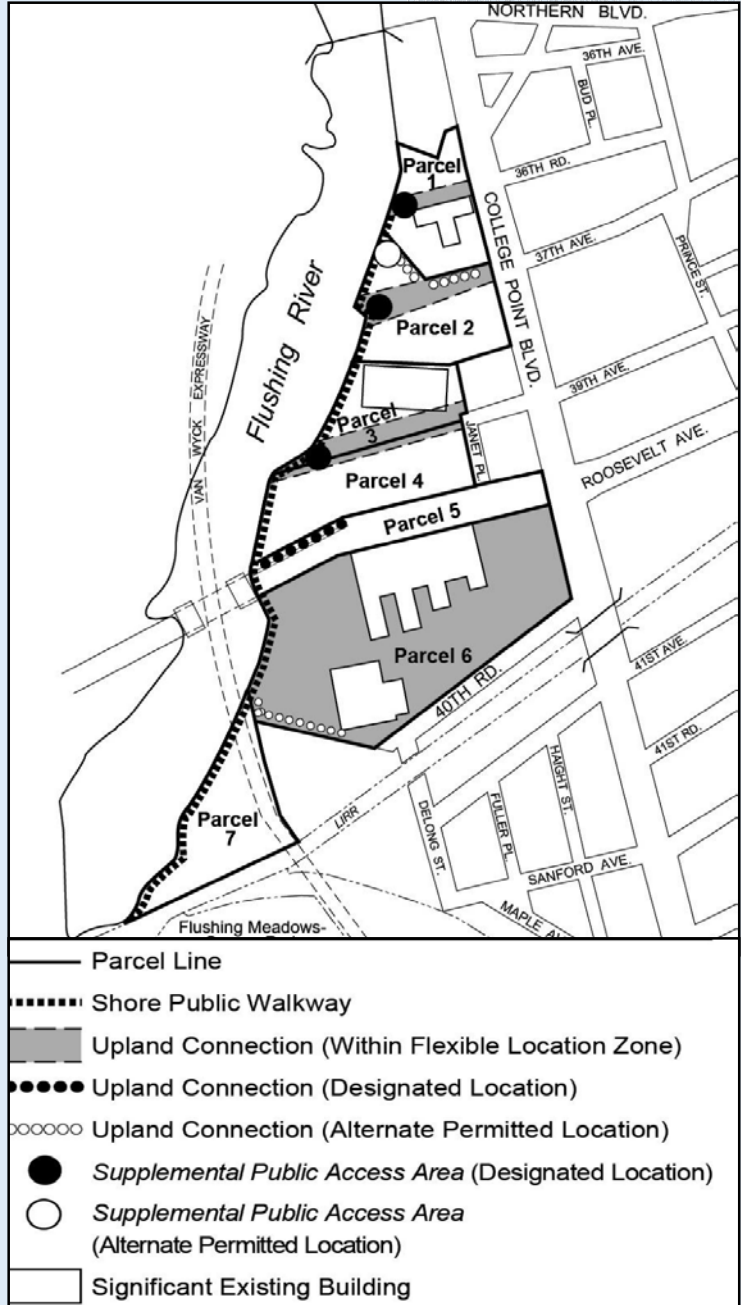 NORTHERN BLVD.
36TH AVE.
BUD PL.
Parcel
1
36TH RD.
COLLEGE POINT BLVD.
37TH AVE.
PRINCE ST.
Flushing River
VAN WYCK EXPRESSWAY
Parcel 2
39TH AVE.
Parcel
3
JANET PL.
ROOSEVELT AVE.
Parcel 4
Parcel 5
Parcel 6
40TH RD.
41ST AVE.
41ST RD.
HAIGHT ST.
FULLER PL.
DELONG ST.
LIRR
Parcel
7
SANFORD AVE.
MAPLE AV
Flushing Meadows-
Parcel Line
Shore Public Walkway
Upland Connection (Within Flexible Location Zone)
Upland Connection (Designated Location)
Upland Connection (Alternate Permitted Location)
Supplemental Public Access Area (Designated Location)
Supplemental Public Access Area
(Alternate Permitted Location)
Significant Existing Building